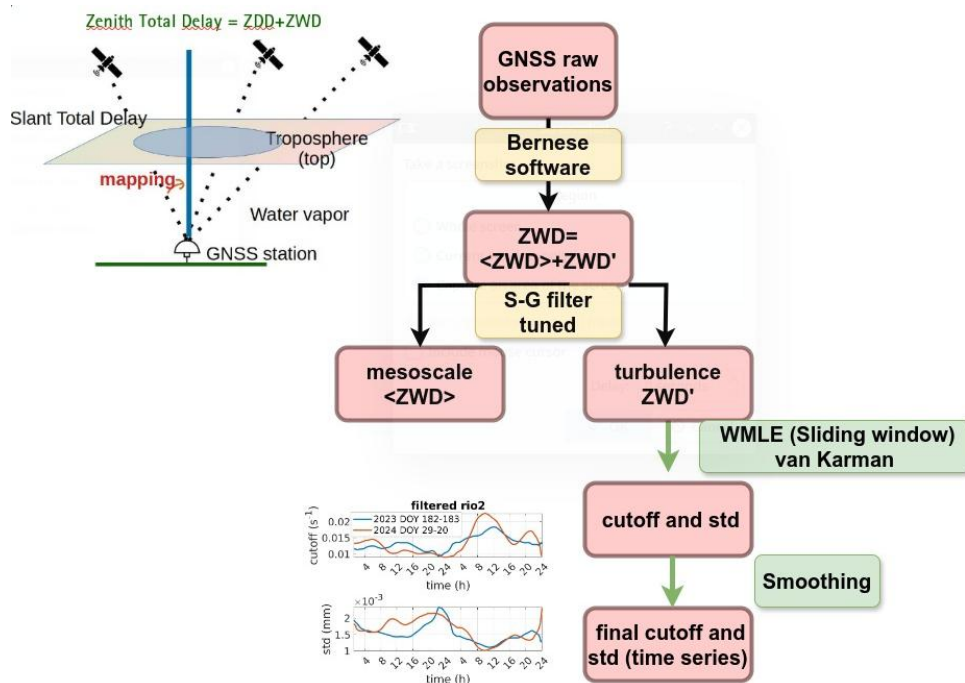 Zenith Total Delay = ZDD+ZWD
Slant Total Delay
Troposphere
(top)
mapping
Water vapor
GNSS station
GNSS raw
observations
Bernese
software
ZWD=
<ZWD>+ZWD'
S-G filter
tuned
mesoscale
<ZWD>
turbulence
ZWD'
WMLE (Sliding window)
van Karman
cutoff and std
Smoothing
final cutoff and
std (time series)
filtered rio2
2023 DOY 182-183
2024 DOY 29-20
cutoff (s⁻¹)
0.02
0.015
0.01
4 8 12 16 20 24 4 8 12 16 20 24
time (h)
×10⁻³
std (mm)
2
1.5
1
4 8 12 16 20 24 4 8 12 16 20 24
time (h)